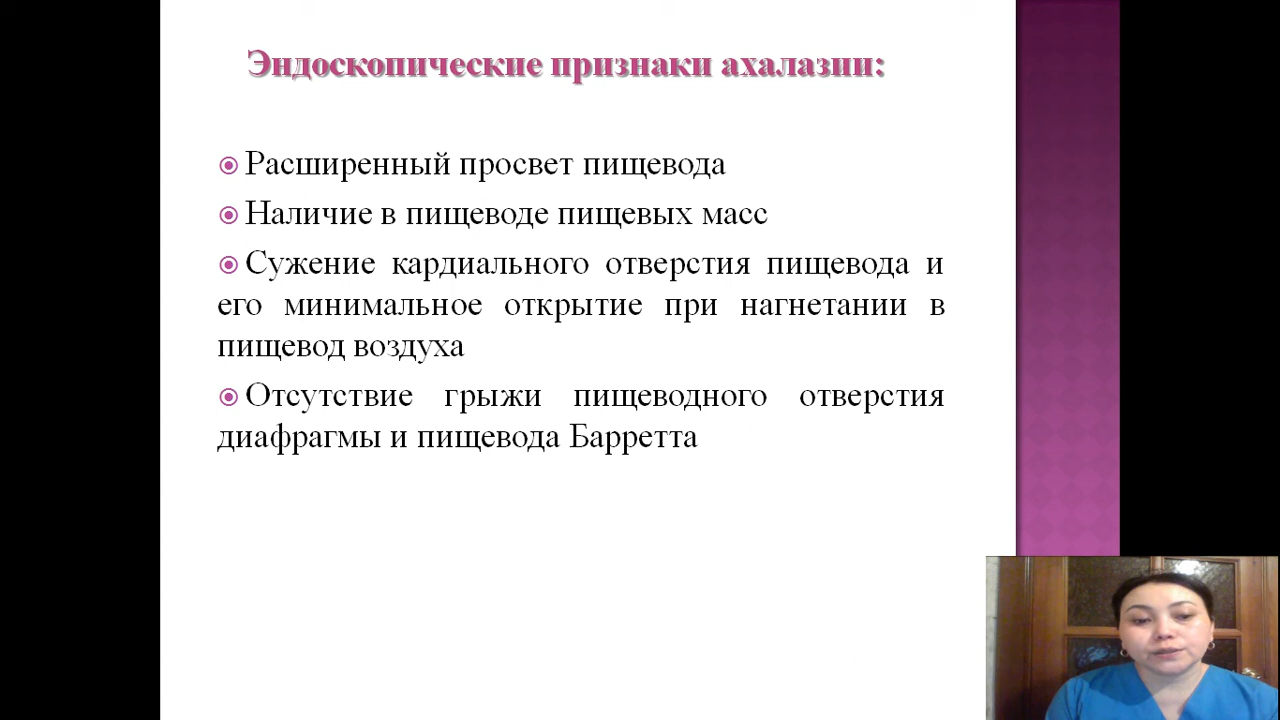 Эндоскопические признаки ахалазии:
Расширенный просвет пищевода
Наличие в пищеводе пищевых масс
Сужение кардиального отверстия пищевода и
его минимальное открытие при нагнетании в
пищевод воздуха
Отсутствие грыжи пищеводного отверстия
диафрагмы и пищевода Барретта